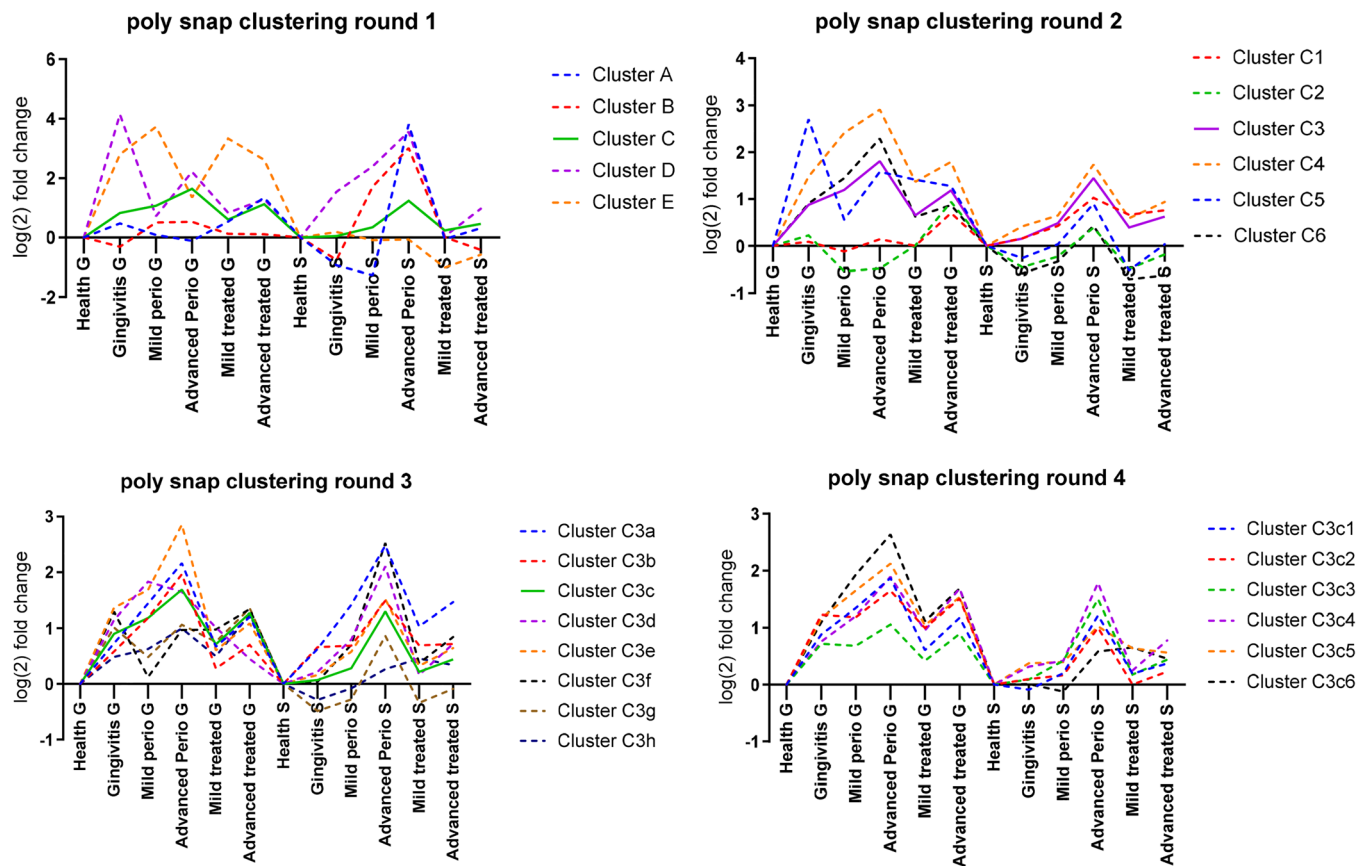 poly snap clustering round 1
log(2) fold change
6
4
2
0
-2
Health G
Gingivitis G
Mild perio G
Advanced Perio G
Mild treated G
Advanced treated G
Health S
Gingivitis S
Mild perio S
Advanced Perio S
Mild treated S
Advanced treated S
Cluster A
Cluster B
Cluster C
Cluster D
Cluster E
poly snap clustering round 2
log(2) fold change
4
3
2
1
0
-1
Health G
Gingivitis G
Mild perio G
Advanced Perio G
Mild treated G
Advanced treated G
Health S
Gingivitis S
Mild perio S
Advanced Perio S
Mild treated S
Advanced treated S
Cluster C1
Cluster C2
Cluster C3
Cluster C4
Cluster C5
Cluster C6
poly snap clustering round 3
log(2) fold change
3
2
1
0
-1
Health G
Gingivitis G
Mild perio G
Advanced Perio G
Mild treated G
Advanced treated G
Health S
Gingivitis S
Mild perio S
Advanced Perio S
Mild treated S
Advanced treated S
Cluster C3a
Cluster C3b
Cluster C3c
Cluster C3d
Cluster C3e
Cluster C3f
Cluster C3g
Cluster C3h
poly snap clustering round 4
log(2) fold change
3
2
1
0
-1
Health G
Gingivitis G
Mild perio G
Advanced Perio G
Mild treated G
Advanced treated G
Health S
Gingivitis S
Mild perio S
Advanced Perio S
Mild treated S
Advanced treated S
Cluster C3c1
Cluster C3c2
Cluster C3c3
Cluster C3c4
Cluster C3c5
Cluster C3c6